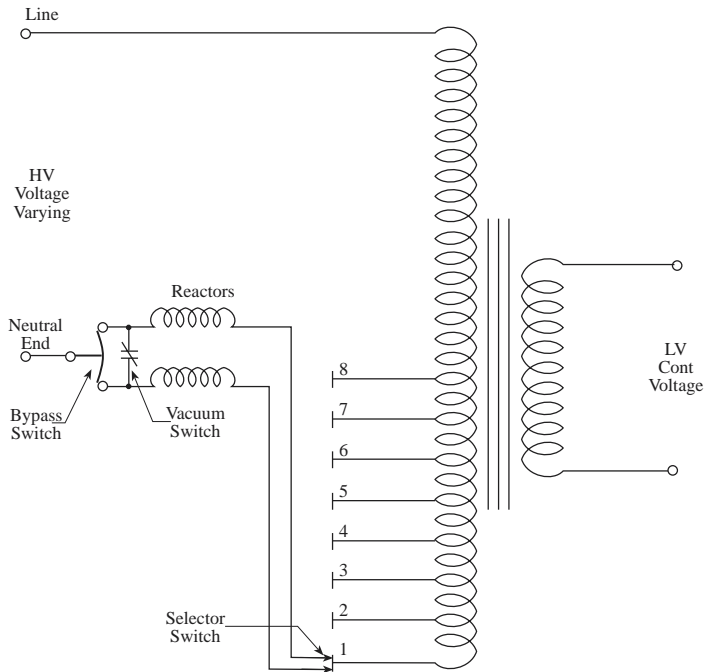 Line
HV
Voltage
Varying
Reactors
Neutral
End
Bypass
Switch
Vacuum
Switch
LV
Cont
Voltage
8
7
6
5
4
3
2
1
Selector
Switch